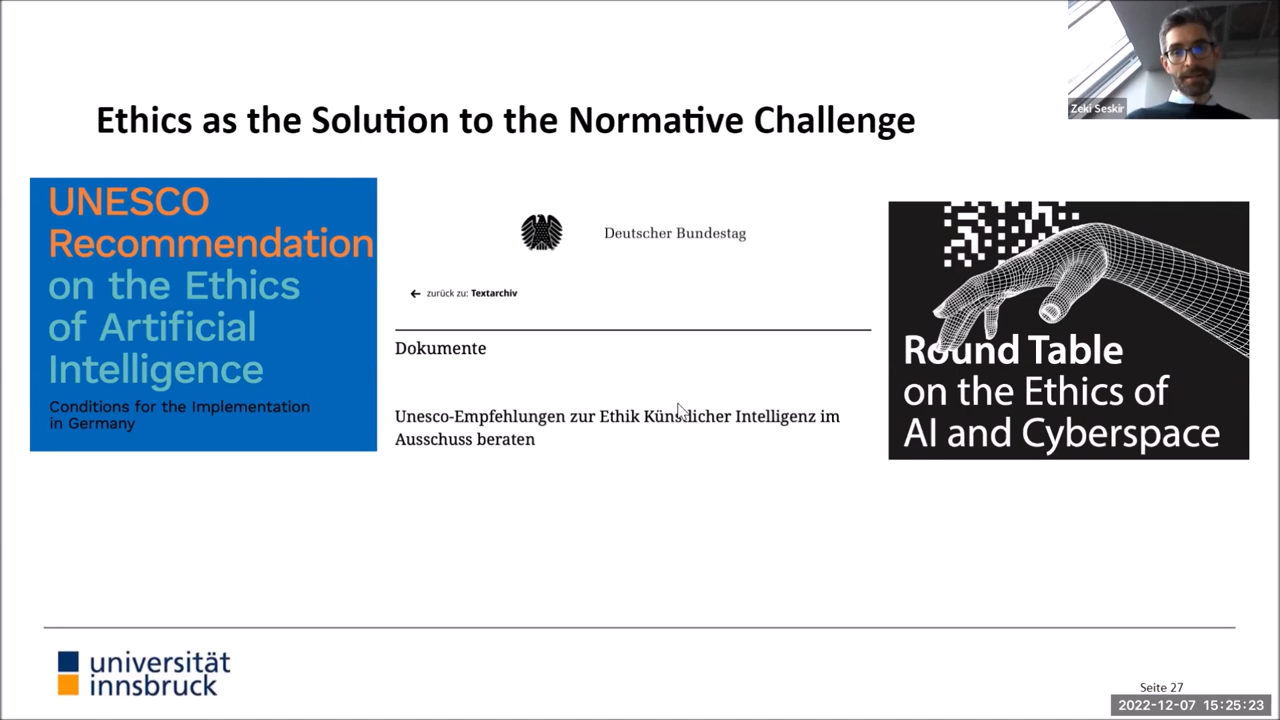 Zeki Seskir
Ethics as the Solution to the Normative Challenge
UNESCO
Recommendation
on the Ethics
of Artificial
Intelligence
Conditions for the Implementation
in Germany
Deutscher Bundestag
zurück zu: Textarchiv
Dokumente
Unesco-Empfehlungen zur Ethik Künstlicher Intelligenz im
Ausschuss beraten
Round Table
on the Ethics of
AI and Cyberspace
universität
innsbruck
Seite 27
2022-12-07 15:25:23